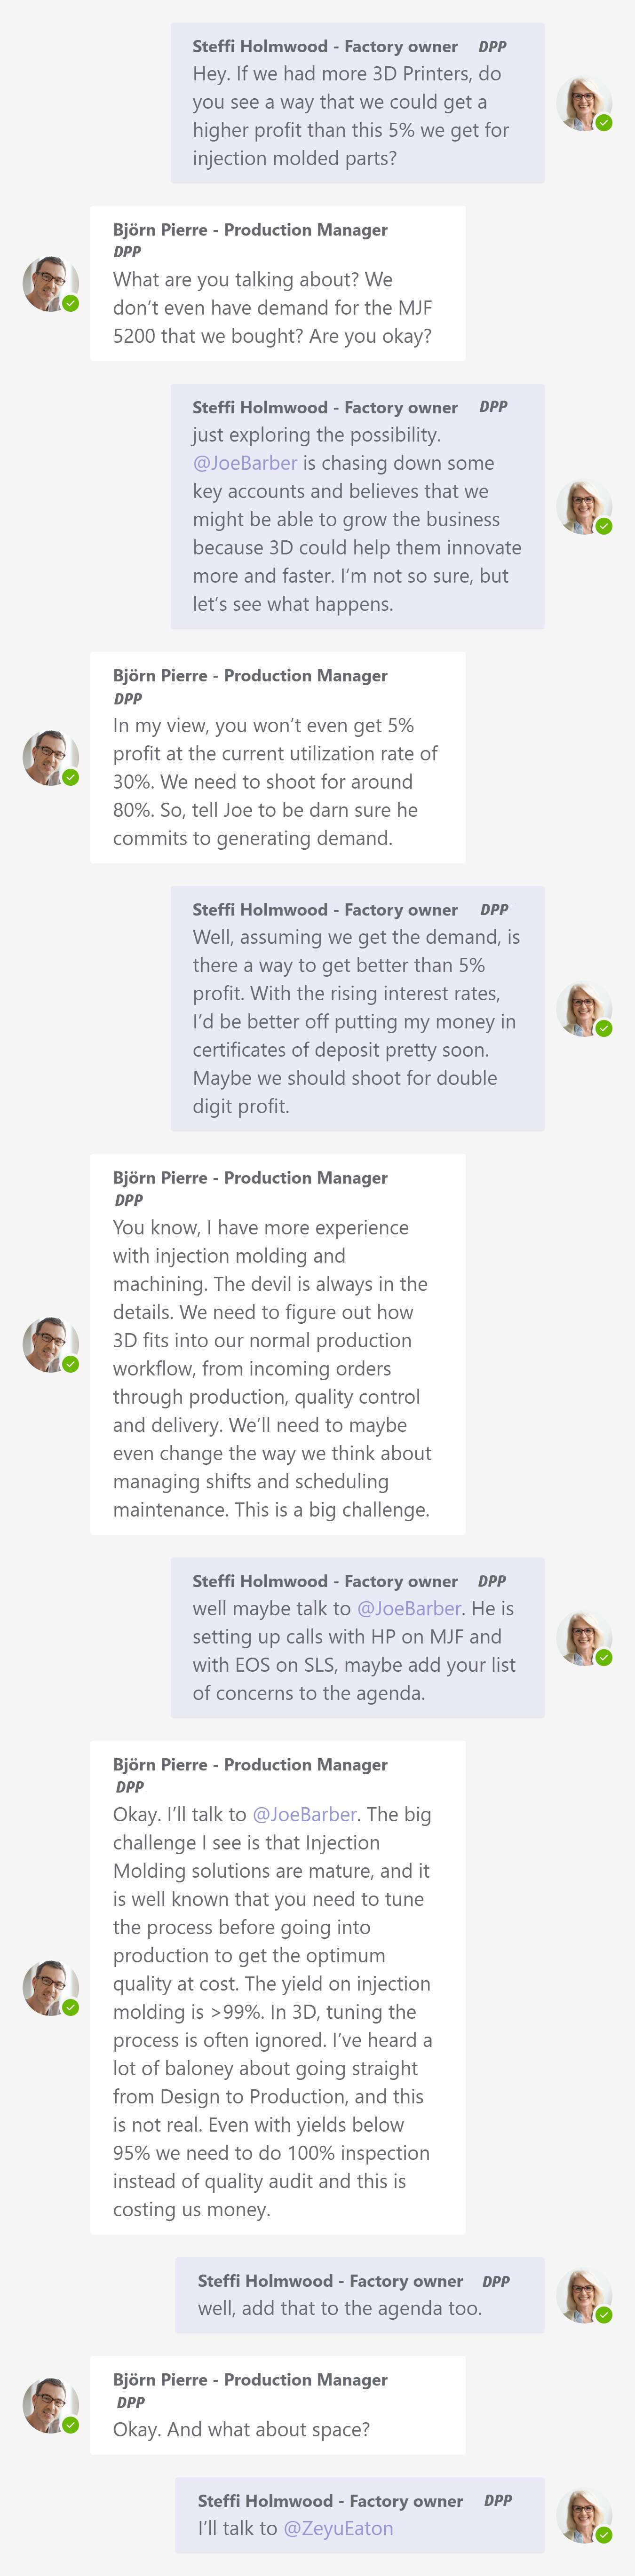 Steffi Holmwood - Factory owner DPP
Hey. If we had more 3D Printers, do
you see a way that we could get a
higher profit than this 5% we get for
injection molded parts?
Björn Pierre - Production Manager
DPP
What are you talking about? We
don't even have demand for the MJF
5200 that we bought? Are you okay?
Steffi Holmwood - Factory owner DPP
just exploring the possibility.
@JoeBarber is chasing down some
key accounts and believes that we
might be able to grow the business
because 3D could help them innovate
more and faster. I'm not so sure, but
let's see what happens.
Björn Pierre - Production Manager
DPP
In my view, you won't even get 5%
profit at the current utilization rate of
30%. We need to shoot for around
80%. So, tell Joe to be darn sure he
commits to generating demand.
Steffi Holmwood - Factory owner DPP
Well, assuming we get the demand, is
there a way to get better than 5%
profit. With the rising interest rates,
I'd be better off putting my money in
certificates of deposit pretty soon.
Maybe we should shoot for double
digit profit.
Björn Pierre - Production Manager
DPP
You know, I have more experience
with injection molding and
machining. The devil is always in the
details. We need to figure out how
3D fits into our normal production
workflow, from incoming orders
through production, quality control
and delivery. We'll need to maybe
even change the way we think about
managing shifts and scheduling
maintenance. This is a big challenge.
Steffi Holmwood - Factory owner DPP
well maybe talk to @JoeBarber. He is
setting up calls with HP on MJF and
with EOS on SLS, maybe add your list
of concerns to the agenda.
Björn Pierre - Production Manager
DPP
Okay. I'll talk to @JoeBarber. The big
challenge I see is that Injection
Molding solutions are mature, and it
is well known that you need to tune
the process before going into
production to get the optimum
quality at cost. The yield on injection
molding is >99%. In 3D, tuning the
process is often ignored. I've heard a
lot of baloney about going straight
from Design to Production, and this
is not real. Even with yields below
95% we need to do 100% inspection
instead of quality audit and this is
costing us money.
Steffi Holmwood - Factory owner DPP
well, add that to the agenda too.
Björn Pierre - Production Manager
DPP
Okay. And what about space?
Steffi Holmwood - Factory owner DPP
I'll talk to @ZeyuEaton